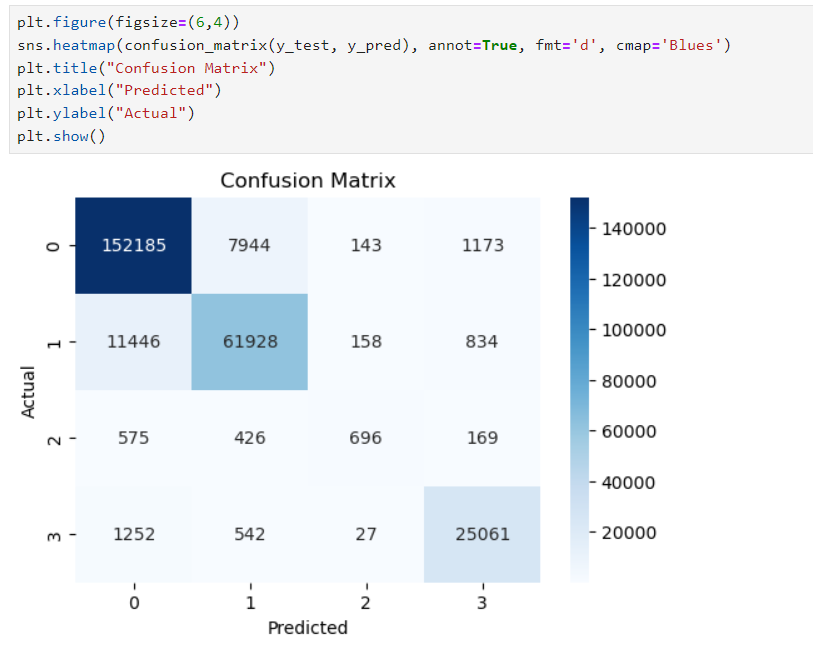 plt.figure(figsize=(6,4))
sns.heatmap(confusion_matrix(y_test, y_pred), annot=True, fmt='d', cmap='Blues')
plt.title("Confusion Matrix")
plt.xlabel("Predicted")
plt.ylabel("Actual")
plt.show()
Confusion Matrix
0 152185 7944 143 1173
1 11446 61928 158 834
2 575 426 696 169
3 1252 542 27 25061
0 1 2 3
Predicted
Actual
140000
120000
100000
80000
60000
40000
20000